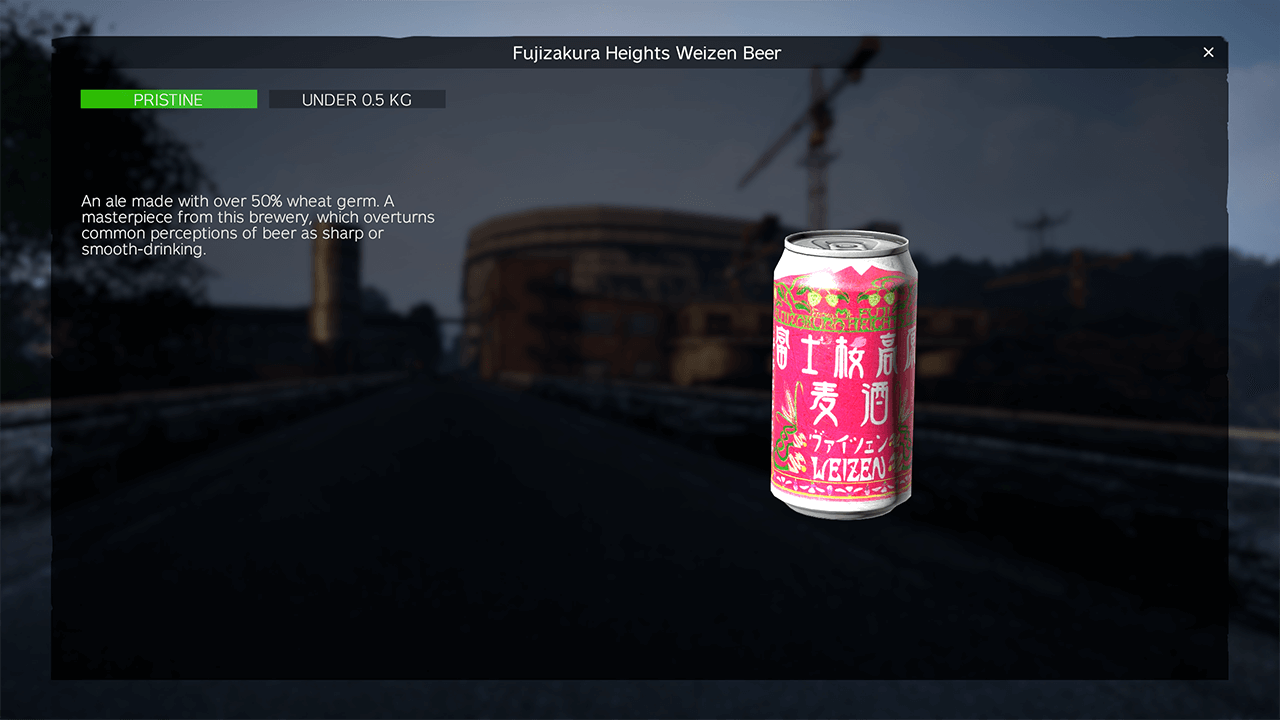 Fujizakura Heights Weizen Beer
PRISTINE
UNDER 0.5 KG
An ale made with over 50% wheat germ. A
masterpiece from this brewery, which overturns
common perceptions of beer as sharp or
smooth-drinking.
FUJIZAKURA HEIGHTS
富士桜高原
麦酒
ヴァイツェン
WEIZEN